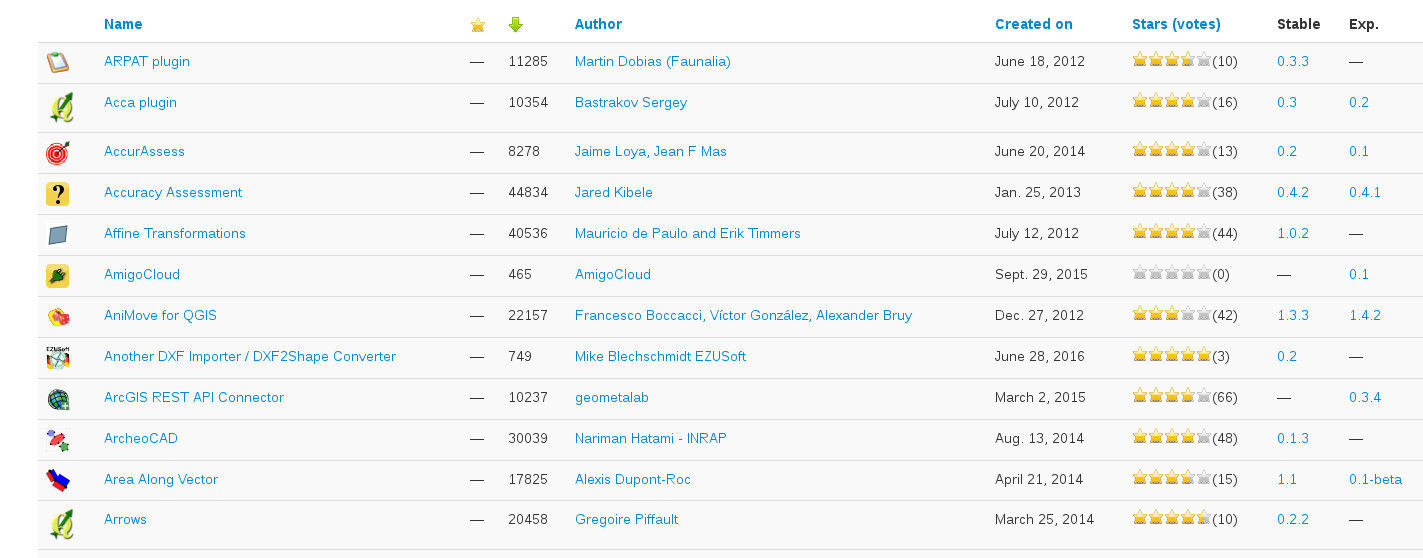 Name Author Created on Stars (votes) Stable Exp.
ARPAT plugin — 11285 Martin Dobias (Faunalia) June 18, 2012 (10) 0.3.3 —
Acca plugin — 10354 Bastrakov Sergey July 10, 2012 (16) 0.3 0.2
AccurAssess — 8278 Jaime Loya, Jean F Mas June 20, 2014 (13) 0.2 0.1
Accuracy Assessment — 44834 Jared Kibele Jan. 25, 2013 (38) 0.4.2 0.4.1
Affine Transformations — 40536 Mauricio de Paulo and Erik Timmers July 12, 2012 (44) 1.0.2 —
AmigoCloud — 465 AmigoCloud Sept. 29, 2015 (0) — 0.1
AniMove for QGIS — 22157 Francesco Boccacci, Víctor González, Alexander Bruy Dec. 27, 2012 (42) 1.3.3 1.4.2
EZUSoft Another DXF Importer / DXF2Shape Converter — 749 Mike Blechschmidt EZUSoft June 28, 2016 (3) 0.2 —
ArcGIS REST API Connector — 10237 geometalab March 2, 2015 (66) — 0.3.4
ArcheoCAD — 30039 Nariman Hatami - INRAP Aug. 13, 2014 (48) 0.1.3 —
Area Along Vector — 17825 Alexis Dupont-Roc April 21, 2014 (15) 1.1 0.1-beta
Arrows — 20458 Gregoire Piffault March 25, 2014 (10) 0.2.2 —